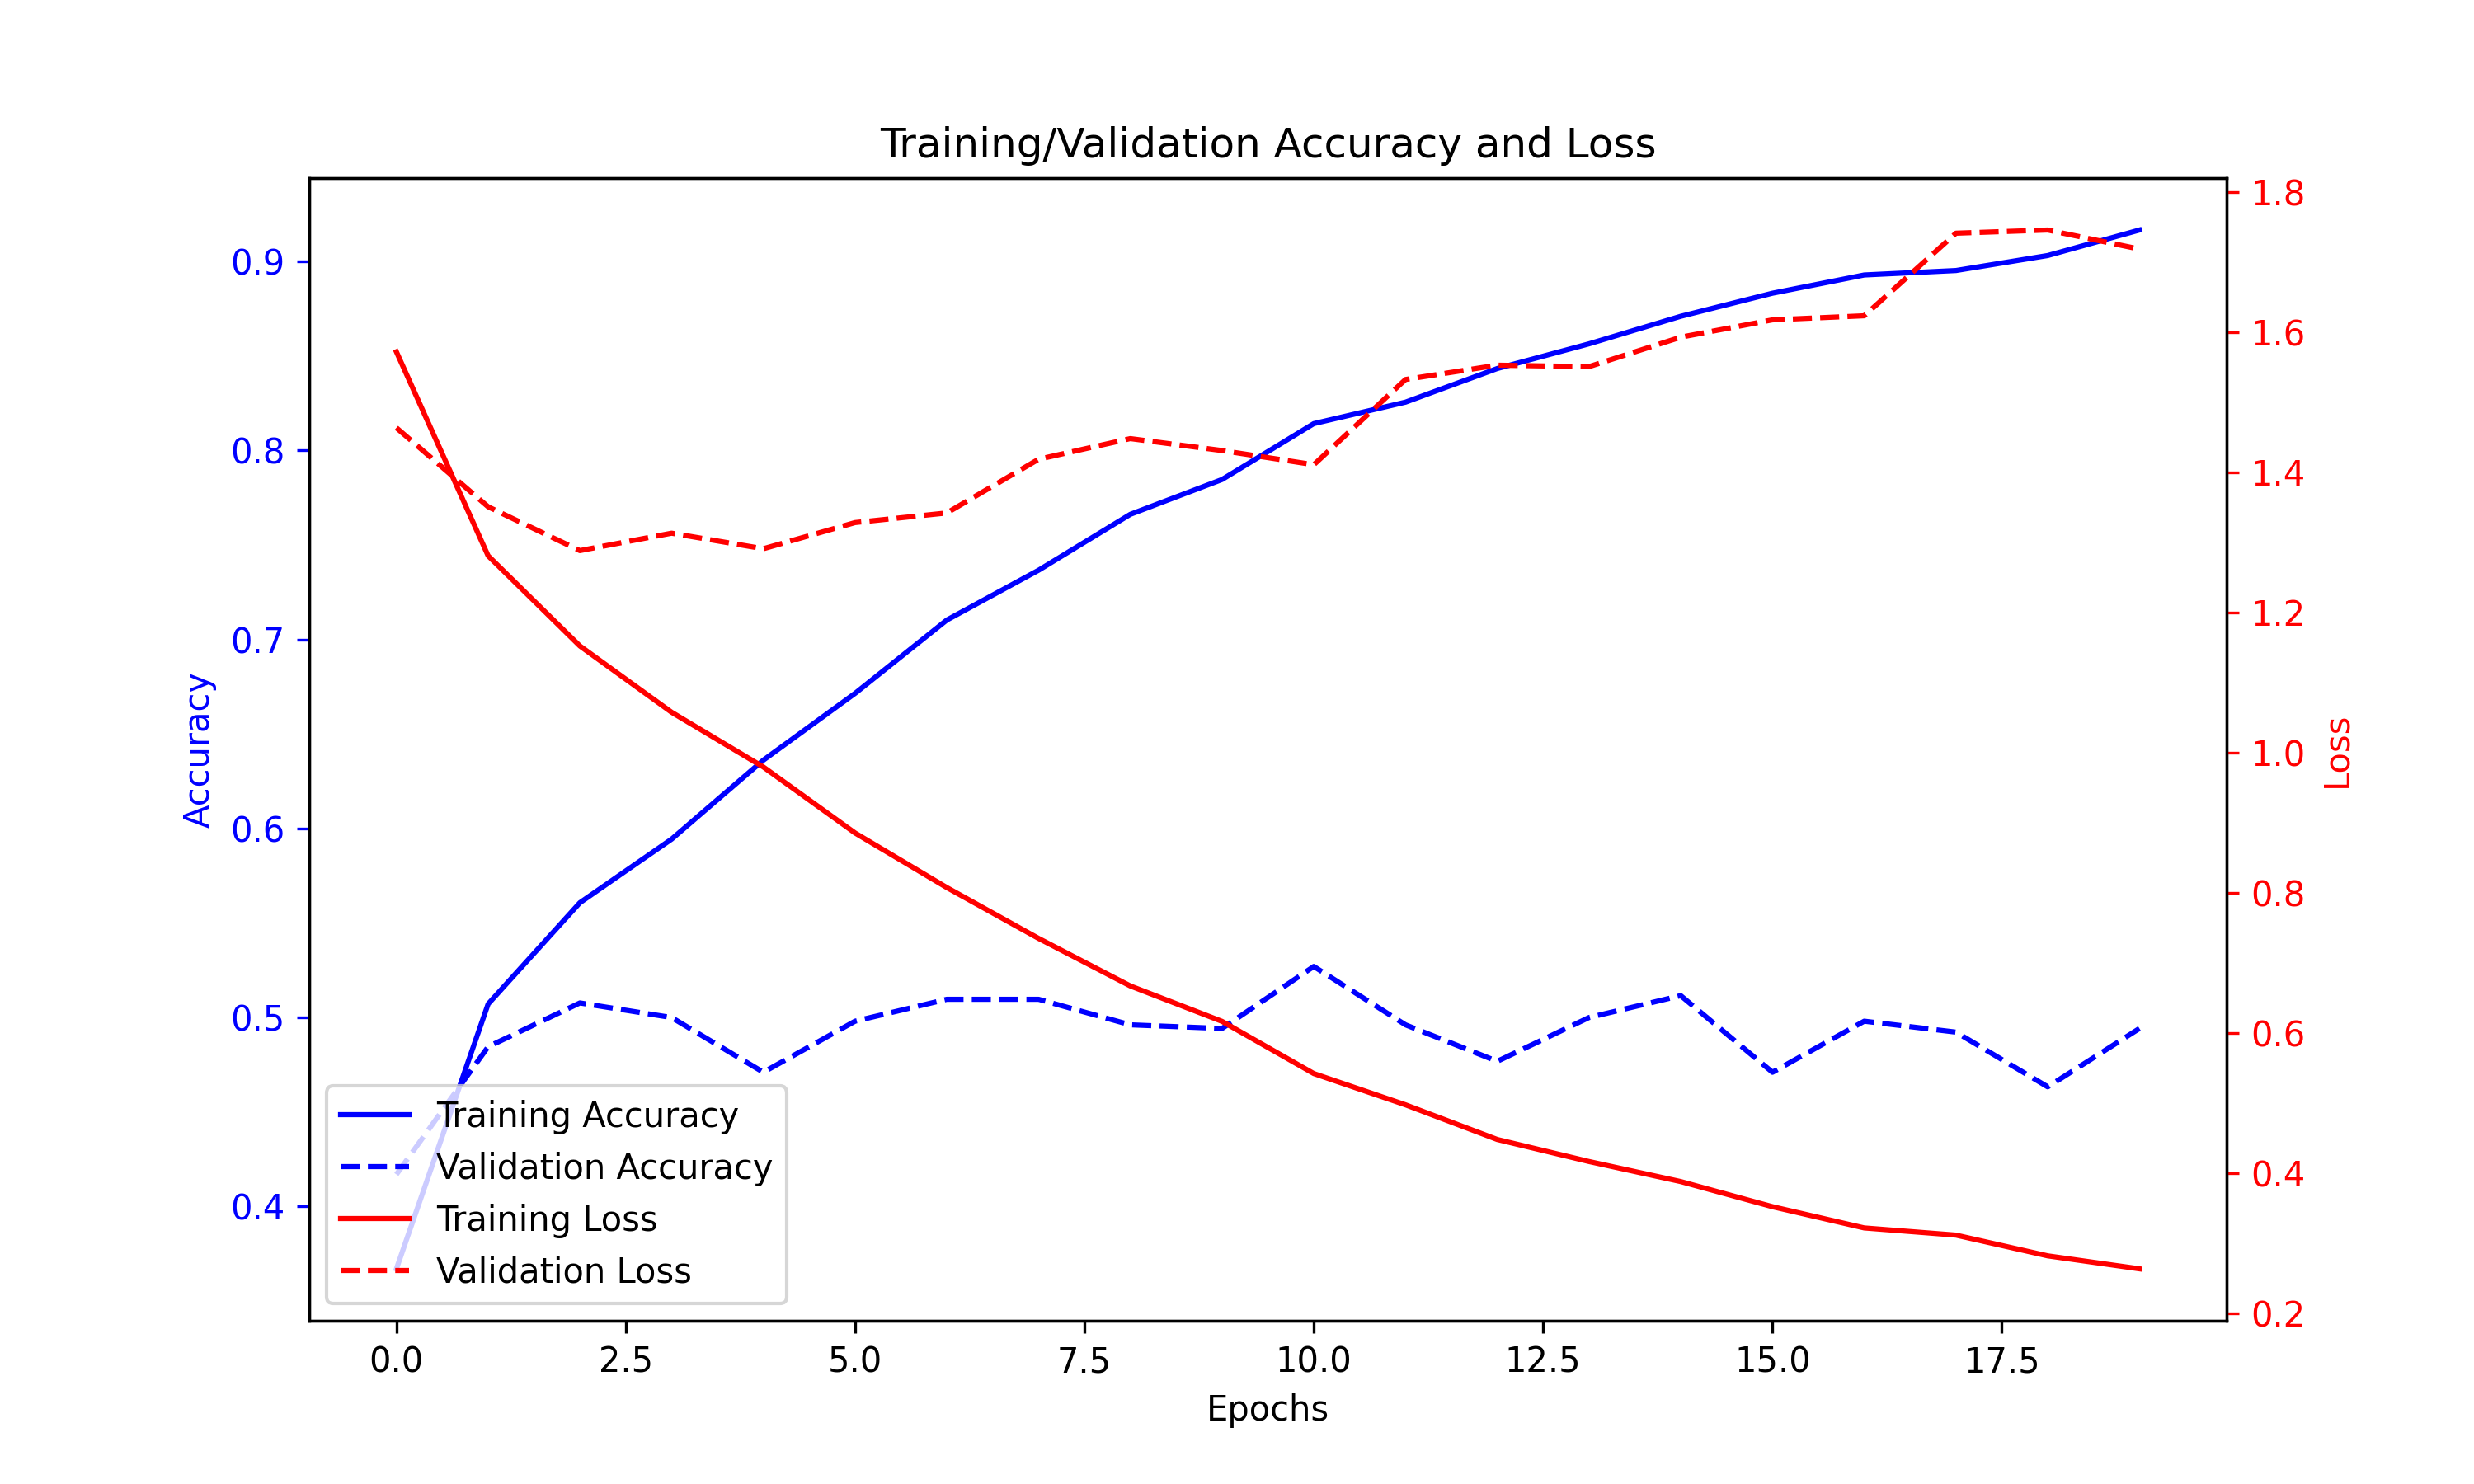 Training/Validation Accuracy and Loss
0.9
0.8
0.7
0.6
0.5
0.4
Accuracy
1.8
1.6
1.4
1.2
1.0
0.8
0.6
0.4
0.2
Loss
Training Accuracy
Validation Accuracy
Training Loss
Validation Loss
0.0 2.5 5.0 7.5 10.0 12.5 15.0 17.5
Epochs